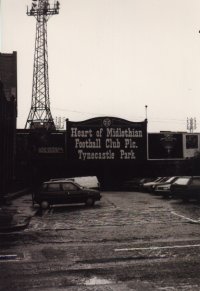 Heart of Midlothian
Football Club Plc.
Tynecastle Park